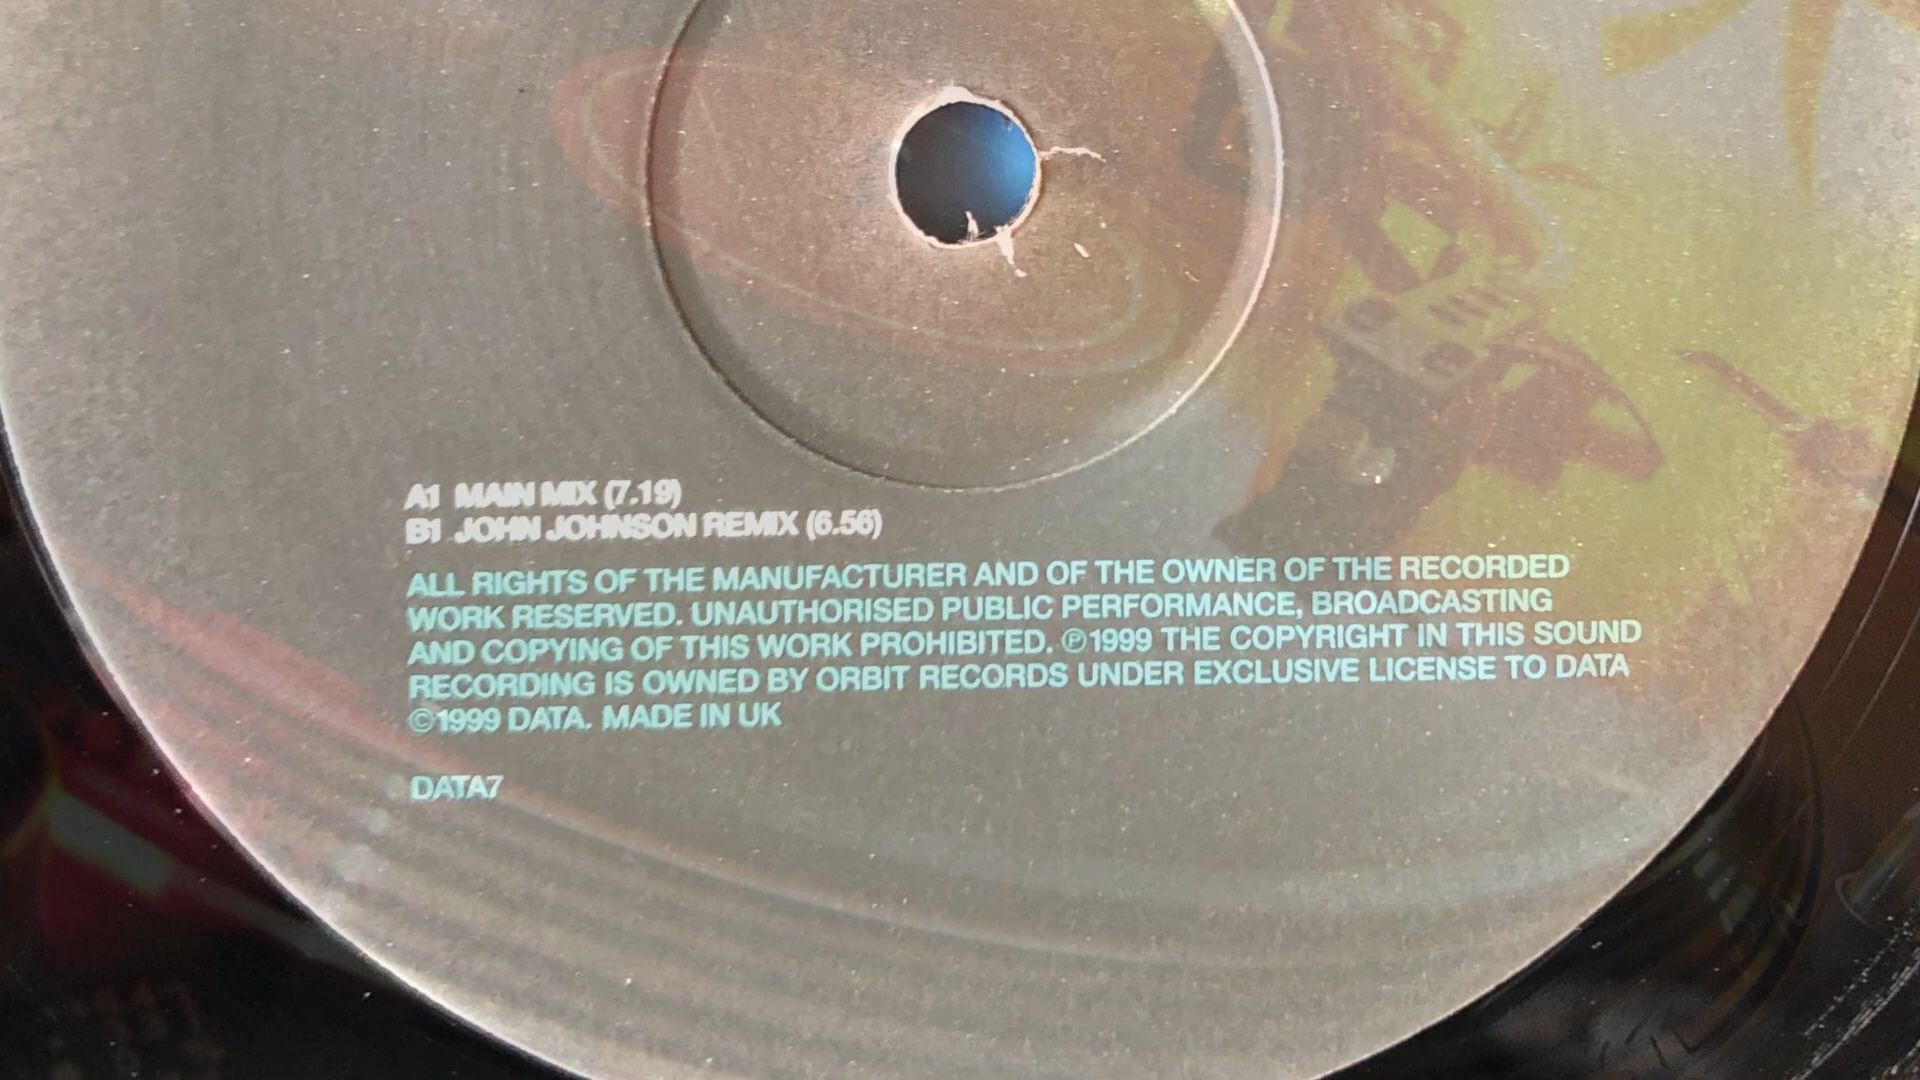 A1 MAIN MIX (7.19)
B1 JOHN JOHNSON REMIX (6.56)
ALL RIGHTS OF THE MANUFACTURER AND OF THE OWNER OF THE RECORDED
WORK RESERVED. UNAUTHORISED PUBLIC PERFORMANCE, BROADCASTING
AND COPYING OF THIS WORK PROHIBITED. ℗1999 THE COPYRIGHT IN THIS SOUND
RECORDING IS OWNED BY ORBIT RECORDS UNDER EXCLUSIVE LICENSE TO DATA
©1999 DATA. MADE IN UK
DATA7